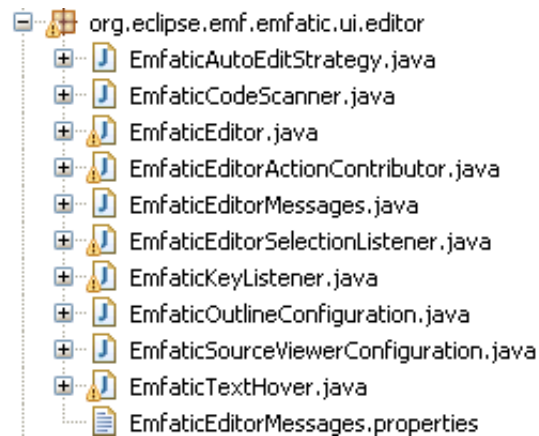 org.eclipse.emf.emfatic.ui.editor
EmfaticAutoEditStrategy.java
EmfaticCodeScanner.java
EmfaticEditor.java
EmfaticEditorActionContributor.java
EmfaticEditorMessages.java
EmfaticEditorSelectionListener.java
EmfaticKeyListener.java
EmfaticOutlineConfiguration.java
EmfaticSourceViewerConfiguration.java
EmfaticTextHover.java
EmfaticEditorMessages.properties